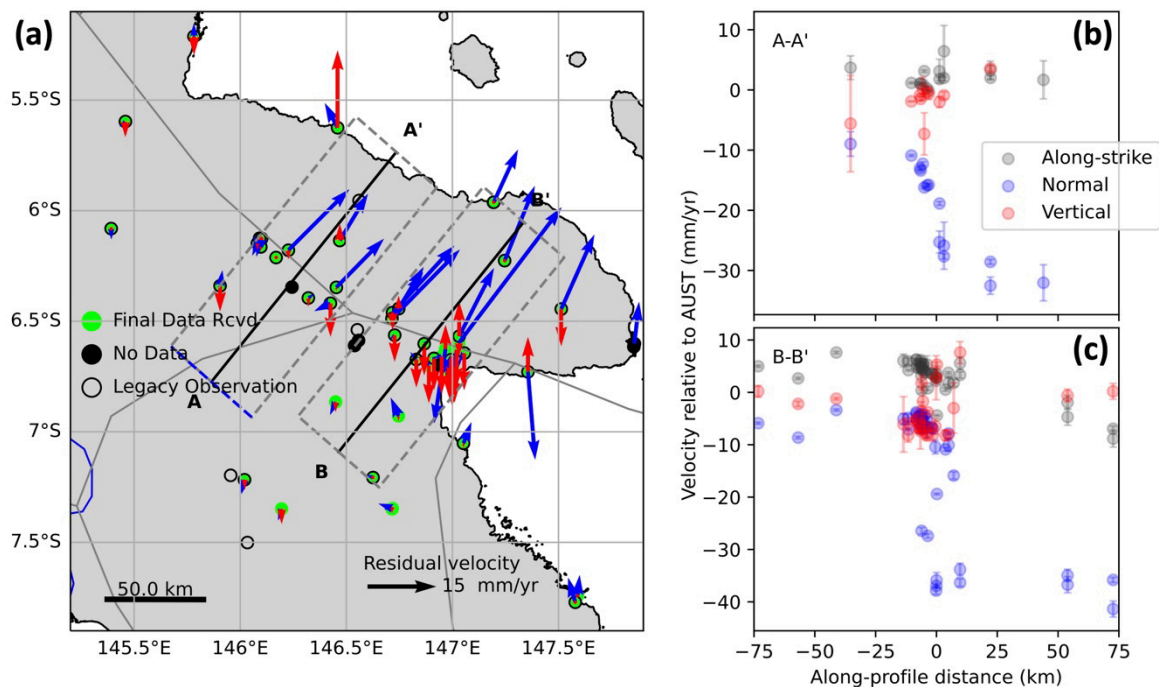 (a)
5.5°S
6°S
6.5°S
7°S
7.5°S
A'
B'
A
B
Final Data Rcvd
No Data
Legacy Observation
Residual velocity
15 mm/yr
50.0 km
145.5°E
146°E
146.5°E
147°E
147.5°E
Velocity relative to AUST (mm/yr)
A-A'
(b)
10
0
−10
−20
−30
Along-strike
Normal
Vertical
B-B'
(c)
10
0
−10
−20
−30
−40
−75
−50
−25
0
25
50
75
Along-profile distance (km)